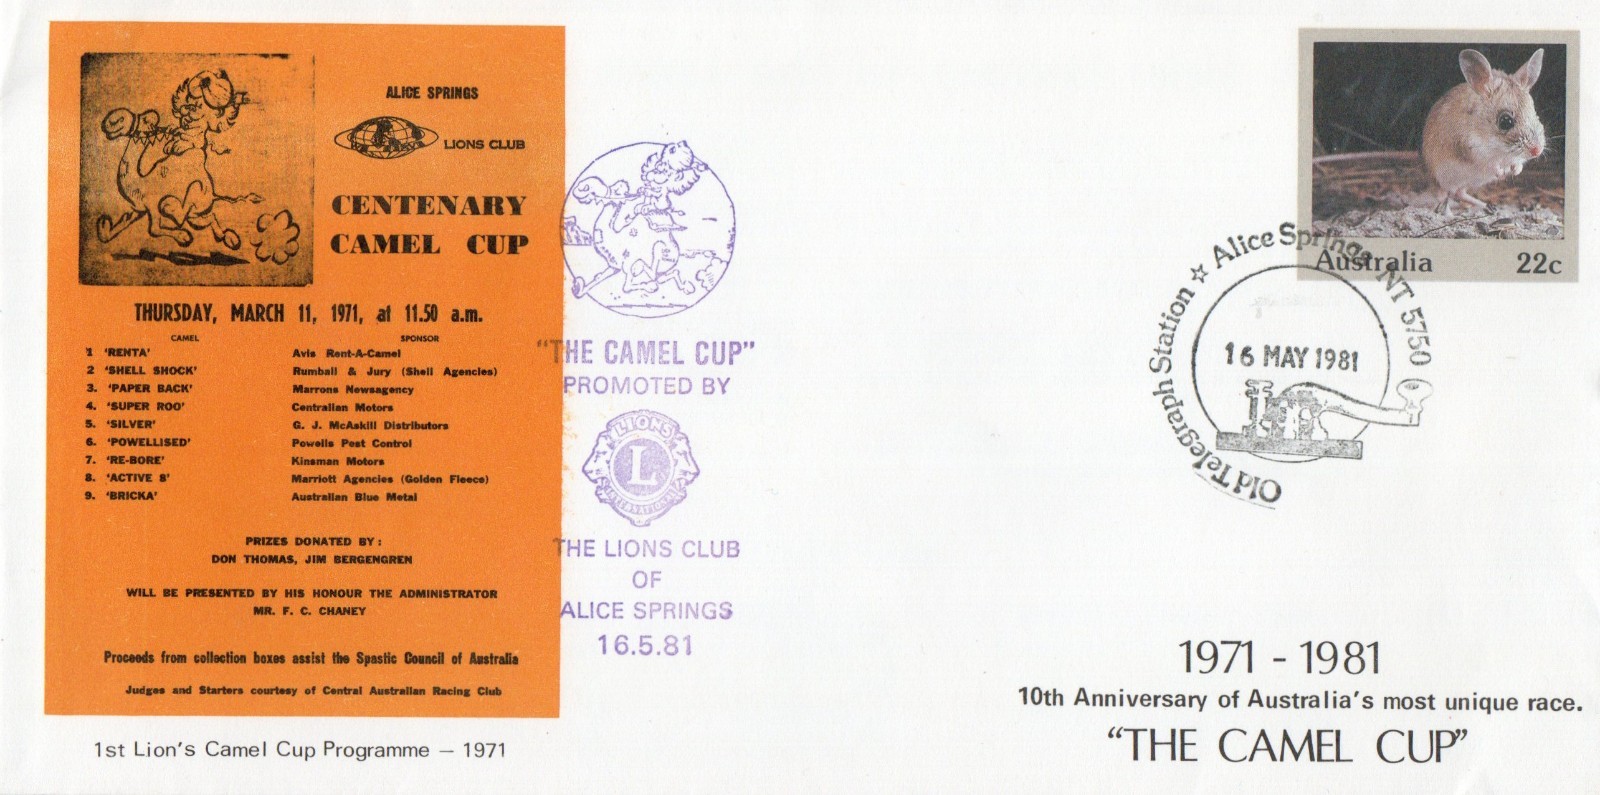 ALICE SPRINGS
LIONS CLUB
CENTENARY
CAMEL CUP
THURSDAY, MARCH 11, 1971, at 11.50 a.m.
CAMEL SPONSOR
1 'RENTA' Avis Rent-A-Camel
2 'SHELL SHOCK' Rumball & Jury (Shell Agencies)
3. 'PAPER BACK' Marrons Newsagency
4. 'SUPER ROO' Centralian Motors
5. 'SILVER' G. J. McAskill Distributors
6. 'POWELLISED' Powells Pest Control
7. 'RE-BORE' Kinsman Motors
8. 'ACTIVE 8' Marriott Agencies (Golden Fleece)
9. 'BRICKA' Australian Blue Metal
PRIZES DONATED BY :
DON THOMAS, JIM BERGENGREN
WILL BE PRESENTED BY HIS HONOUR THE ADMINISTRATOR
MR. F. C. CHANEY
Proceeds from collection boxes assist the Spastic Council of Australia
Judges and Starters courtesy of Central Australian Racing Club
1st Lion's Camel Cup Programme – 1971
"THE CAMEL CUP"
PROMOTED BY
LIONS
L
INTERNATIONAL
THE LIONS CLUB
OF
ALICE SPRINGS
16.5.81
Australia 22c
Old Telegraph Station ☆ Alice Springs NT 5750
16 MAY 1981
1971 - 1981
10th Anniversary of Australia's most unique race.
"THE CAMEL CUP"